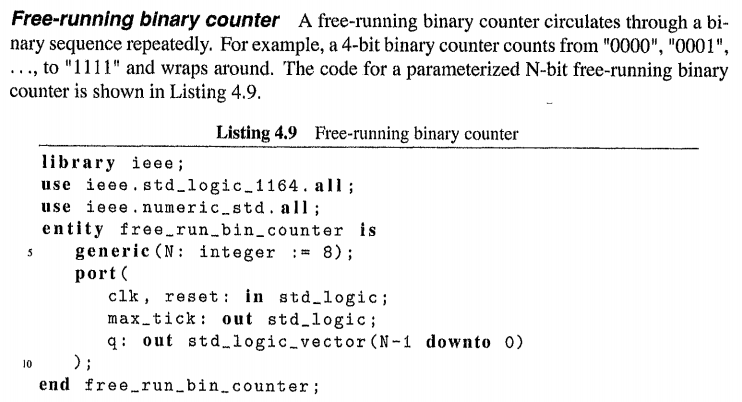 Free-running binary counter A free-running binary counter circulates through a bi-
nary sequence repeatedly. For example, a 4-bit binary counter counts from "0000", "0001",
..., to "1111" and wraps around. The code for a parameterized N-bit free-running binary
counter is shown in Listing 4.9.
Listing 4.9 Free-running binary counter
library ieee;
use ieee.std_logic_1164.all;
use ieee.numeric_std.all;
entity free_run_bin_counter is
5 generic(N: integer := 8);
port(
clk, reset: in std_logic;
max_tick: out std_logic;
q: out std_logic_vector(N-1 downto 0)
10 );
end free_run_bin_counter;